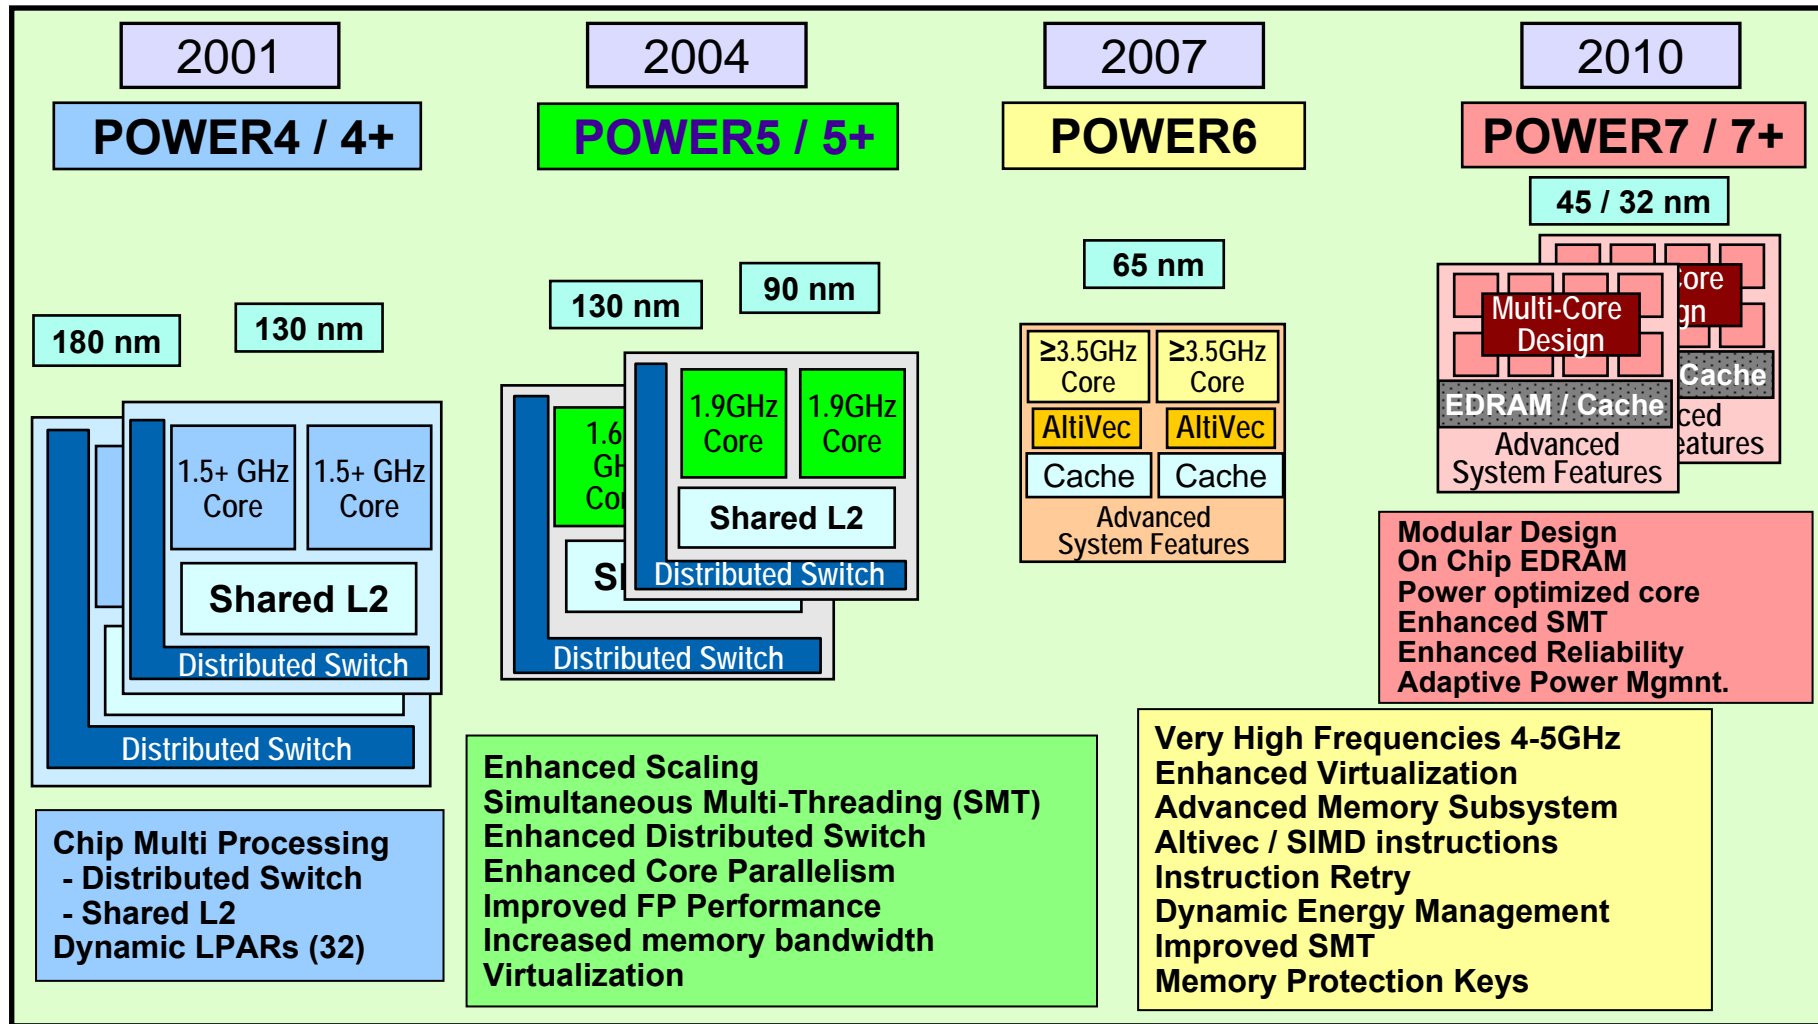 2001
POWER4 / 4+
180 nm
130 nm
1.5+ GHz
Core
1.5+ GHz
Core
Shared L2
Distributed Switch
Distributed Switch
Chip Multi Processing
- Distributed Switch
- Shared L2
Dynamic LPARs (32)
2004
POWER5 / 5+
130 nm
90 nm
1.9GHz
Core
1.9GHz
Core
Shared L2
Distributed Switch
1.6
Distributed Switch
Enhanced Scaling
Simultaneous Multi-Threading (SMT)
Enhanced Distributed Switch
Enhanced Core Parallelism
Improved FP Performance
Increased memory bandwidth
Virtualization
2007
POWER6
65 nm
≥3.5GHz
Core
≥3.5GHz
Core
AltiVec
AltiVec
Cache
Cache
Advanced
System Features
Very High Frequencies 4-5GHz
Enhanced Virtualization
Advanced Memory Subsystem
Altivec / SIMD instructions
Instruction Retry
Dynamic Energy Management
Improved SMT
Memory Protection Keys
2010
POWER7 / 7+
45 / 32 nm
Multi-Core
Design
EDRAM / Cache
Advanced
System Features
Cache
Modular Design
On Chip EDRAM
Power optimized core
Enhanced SMT
Enhanced Reliability
Adaptive Power Mgmnt.